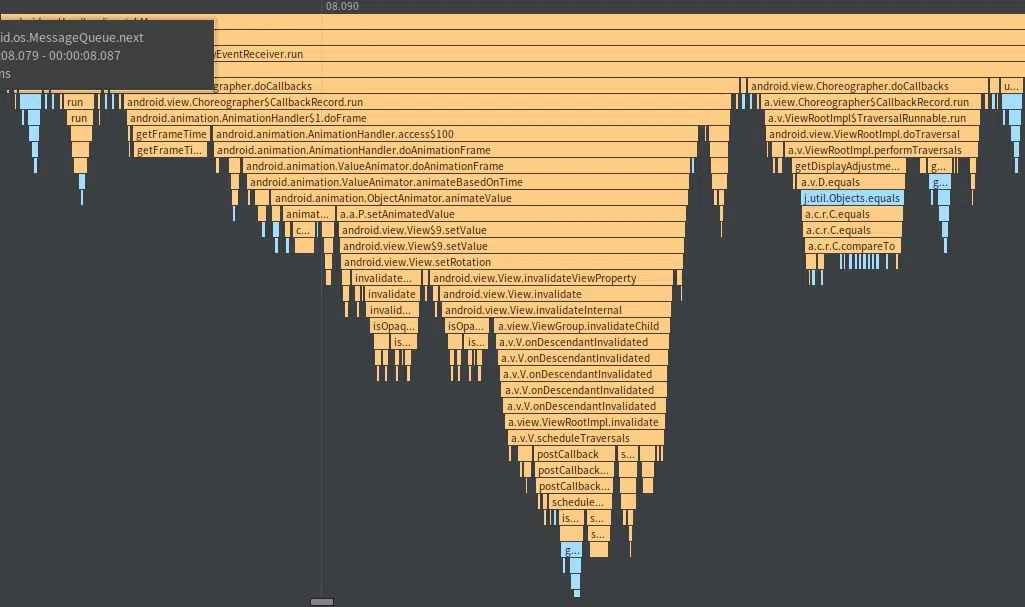 08.090
id.os.MessageQueue.next
:08.079 - 00:00:08.087
ns
/EventReceiver.run
grapher.doCallbacks android.view.Choreographer.doCallbacks u...
run android.view.Choreographer$CallbackRecord.run a.view.Choreographer$CallbackRecord.run
run android.animation.AnimationHandler$1.doFrame a.v.ViewRootImpl$TraversalRunnable.run
getFrameTime android.animation.AnimationHandler.access$100 android.view.ViewRootImpl.doTraversal
getFrameTi... android.animation.AnimationHandler.doAnimationFrame a.v.ViewRootImpl.performTraversals
android.animation.ValueAnimator.doAnimationFrame getDisplayAdjustme... g...
android.animation.ValueAnimator.animateBasedOnTime a.v.D.equals g...
android.animation.ObjectAnimator.animateValue j.util.Objects.equals
animat... a.a.P.setAnimatedValue a.c.r.C.equals
c... android.view.View$9.setValue a.c.r.C.equals
android.view.View$9.setValue a.c.r.C.compareTo
android.view.View.setRotation
invalidate... android.view.View.invalidateViewProperty
invalidate android.view.View.invalidate
invalid... android.view.View.invalidateInternal
isOpaq... isOpa... a.view.ViewGroup.invalidateChild
is... is... a.v.V.onDescendantInvalidated
a.v.V.onDescendantInvalidated
a.v.V.onDescendantInvalidated
a.v.V.onDescendantInvalidated
a.v.V.onDescendantInvalidated
a.view.ViewRootImpl.invalidate
a.v.V.scheduleTraversals
postCallback s...
postCallback...
postCallback...
schedule...
is... s...
s...
g...